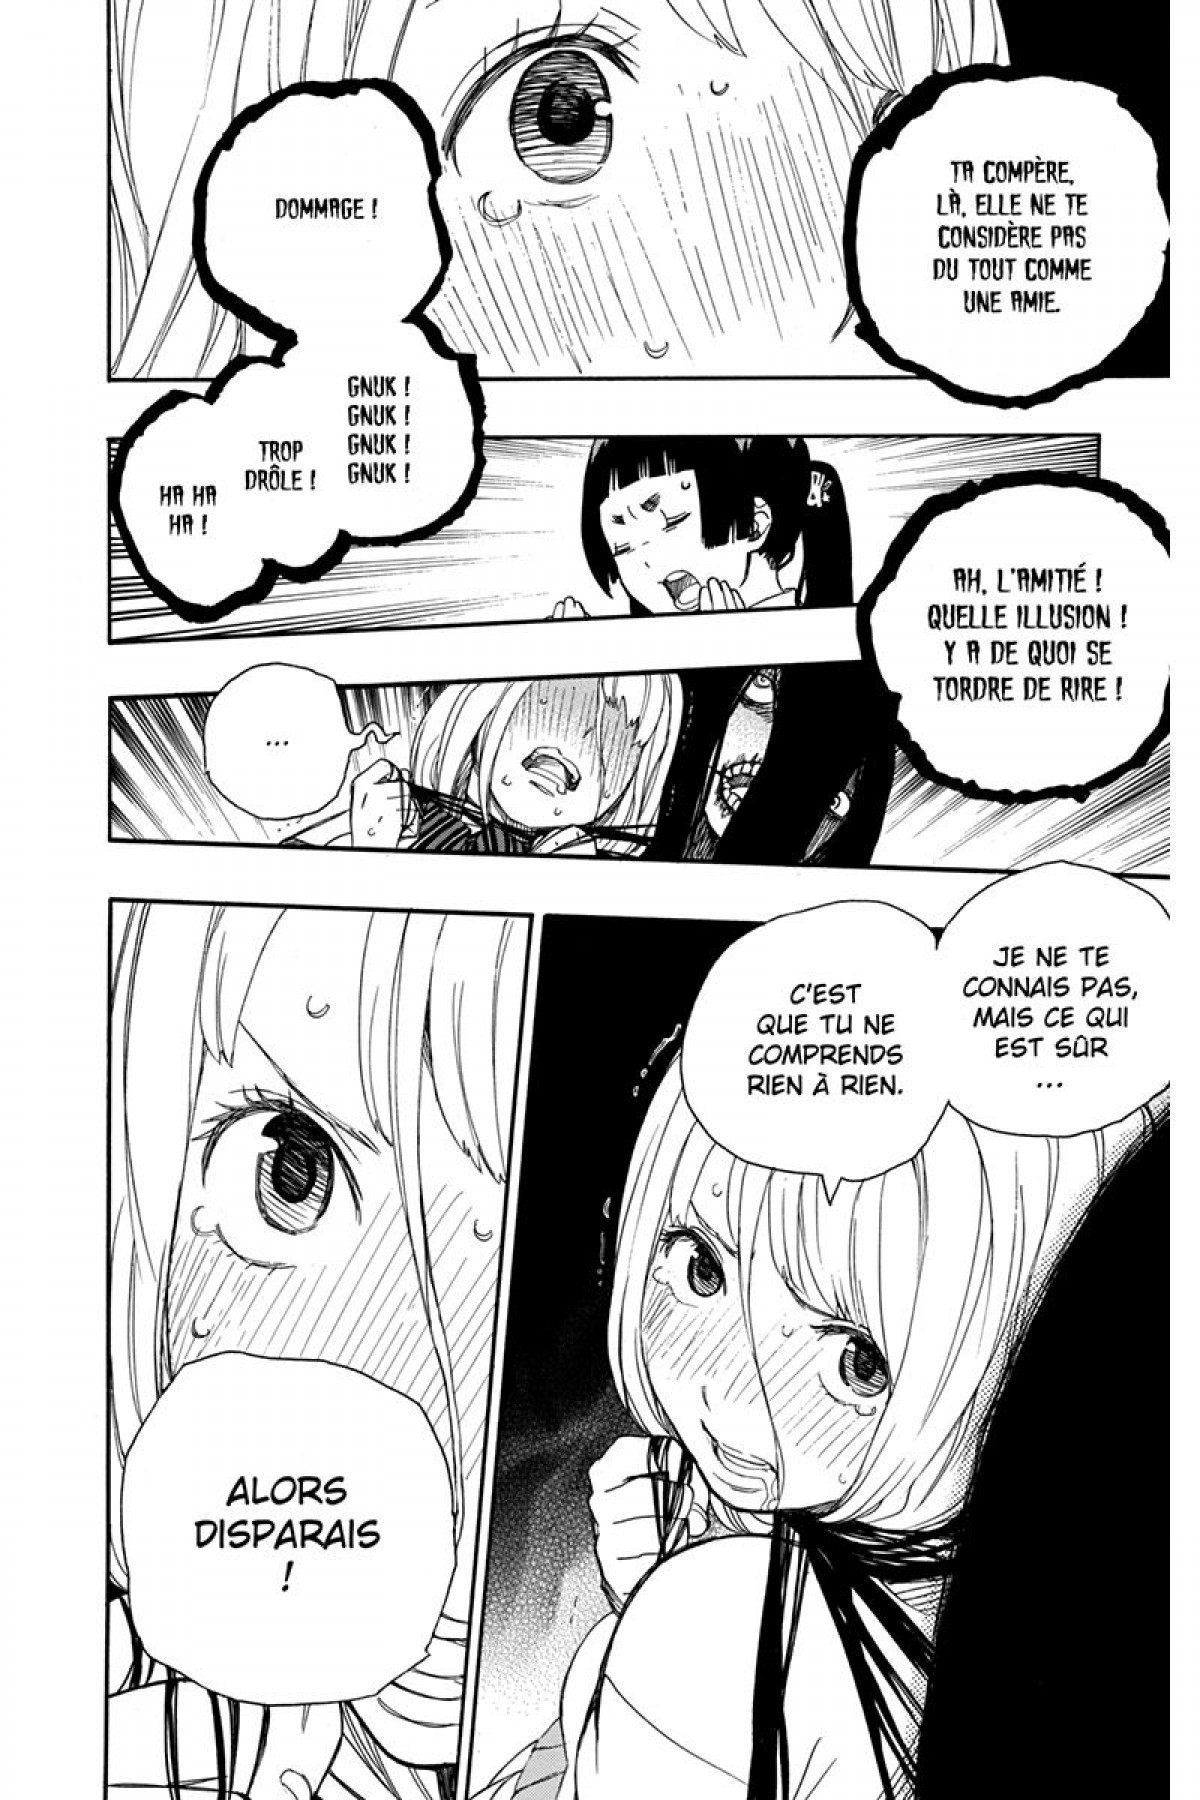 TA COMPÈRE,
LÀ, ELLE NE TE
CONSIDÈRE PAS
DU TOUT COMME
UNE AMIE.
DOMMAGE !
GNUK !
GNUK !
GNUK !
GNUK !
TROP
DRÔLE !
HA HA
HA !
AH, L'AMITIÉ !
QUELLE ILLUSION !
Y A DE QUOI SE
TORDRE DE RIRE !
...
JE NE TE
CONNAIS PAS,
MAIS CE QUI
EST SÛR
...
C'EST
QUE TU NE
COMPRENDS
RIEN À RIEN.
ALORS
DISPARAIS
!